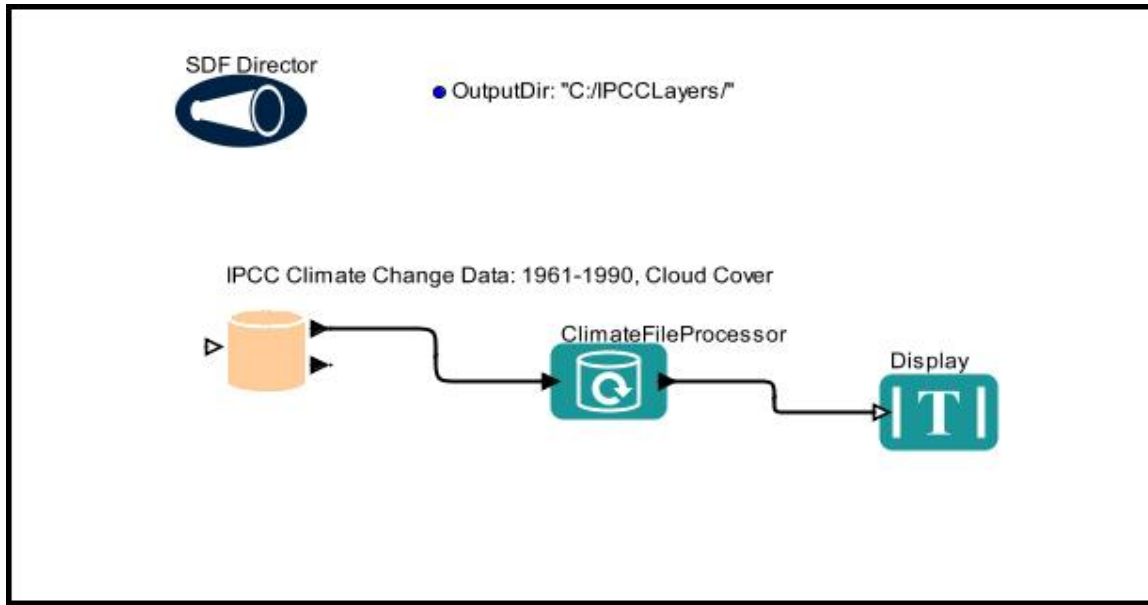 SDF Director
OutputDir: "C:/IPCCLayers/"
IPCC Climate Change Data: 1961-1990, Cloud Cover
ClimateFileProcessor
Display
T